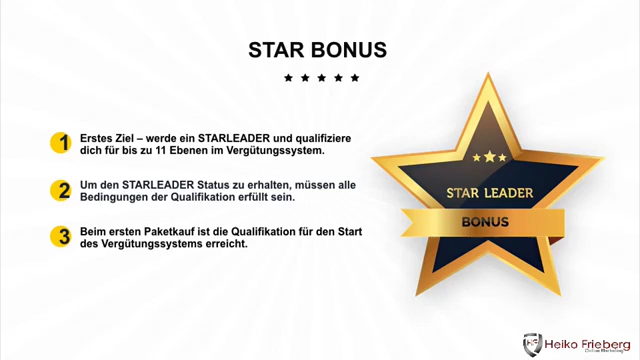 STAR BONUS
1
Erstes Ziel – werde ein STARLEADER und qualifiziere
dich für bis zu 11 Ebenen im Vergütungssystem.
2
Um den STARLEADER Status zu erhalten, müssen alle
Bedingungen der Qualifikation erfüllt sein.
3
Beim ersten Paketkauf ist die Qualifikation für den Start
des Vergütungssystems erreicht.
STAR LEADER
BONUS
Heiko Frieberg
Online Marketing